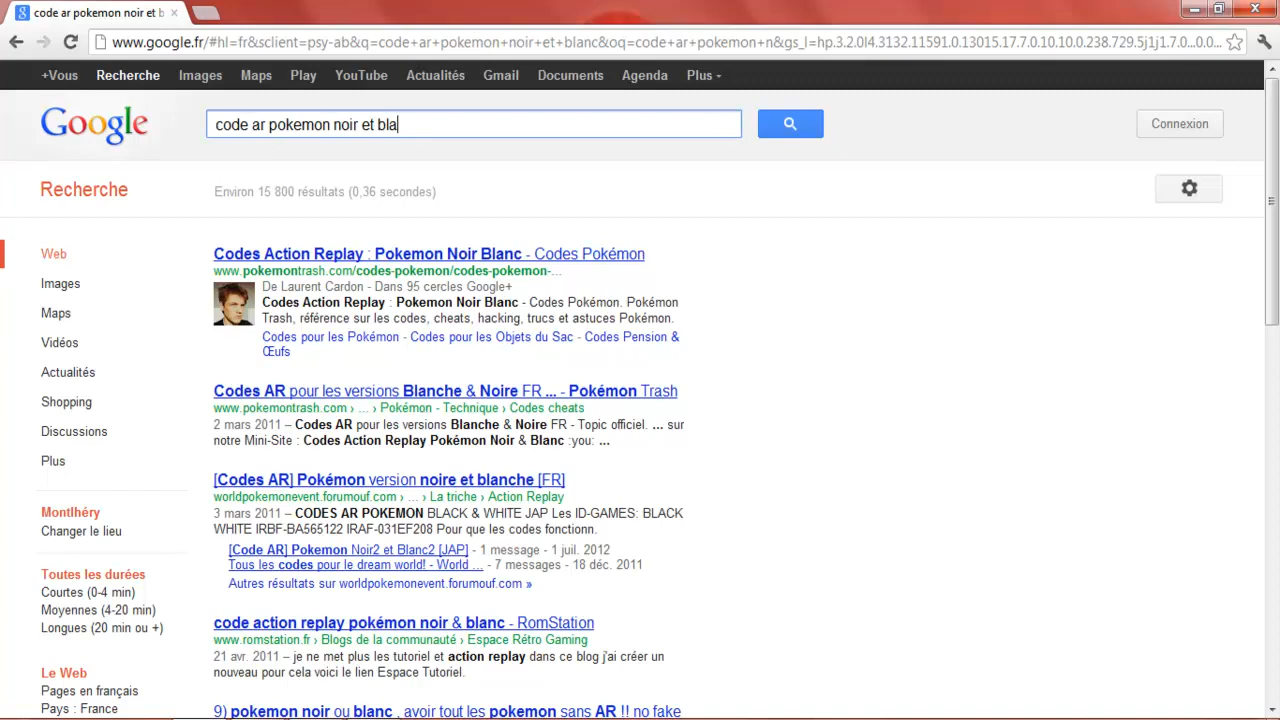 code ar pokemon noir et b
www.google.fr/#hl=fr&sclient=psy-ab&q=code+ar+pokemon+noir+et+blanc&oq=code+ar+pokemon+n&gs_l=hp.3.2.0l4.3132.11591.0.13015.17.7.0.10.10.0.238.729.5j1j1.7.0...0.0...
+Vous Recherche Images Maps Play YouTube Actualités Gmail Documents Agenda Plus
Google
code ar pokemon noir et bla
Connexion
Recherche
Environ 15 800 résultats (0,36 secondes)
Web
Images
Maps
Vidéos
Actualités
Shopping
Discussions
Plus
Montlhéry
Changer le lieu
Toutes les durées
Courtes (0-4 min)
Moyennes (4-20 min)
Longues (20 min ou +)
Le Web
Pages en français
Pays : France
Codes Action Replay : Pokemon Noir Blanc - Codes Pokémon
www.pokemontrash.com/codes-pokemon/codes-pokemon-...
De Laurent Cardon - Dans 95 cercles Google+
Codes Action Replay : Pokemon Noir Blanc - Codes Pokémon. Pokémon
Trash, référence sur les codes, cheats, hacking, trucs et astuces Pokémon.
Codes pour les Pokémon - Codes pour les Objets du Sac - Codes Pension &
Œufs
Codes AR pour les versions Blanche & Noire FR ... - Pokémon Trash
www.pokemontrash.com › ... › Pokémon - Technique › Codes cheats
2 mars 2011 – Codes AR pour les versions Blanche & Noire FR - Topic officiel. ... sur
notre Mini-Site : Codes Action Replay Pokémon Noir & Blanc :you: ...
[Codes AR] Pokémon version noire et blanche [FR]
worldpokemonevent.forumouf.com › ... › La triche › Action Replay
3 mars 2011 – CODES AR POKEMON BLACK & WHITE JAP Les ID-GAMES: BLACK
WHITE IRBF-BA565122 IRAF-031EF208 Pour que les codes fonctionn.
[Code AR] Pokemon Noir2 et Blanc2 [JAP] - 1 message - 1 juil. 2012
Tous les codes pour le dream world! - World ... - 7 messages - 18 déc. 2011
Autres résultats sur worldpokemonevent.forumouf.com »
code action replay pokémon noir & blanc - RomStation
www.romstation.fr › Blogs de la communauté › Espace Rétro Gaming
21 avr. 2011 – je ne met plus les tutoriel et action replay dans ce blog j'ai créer un
nouveau pour cela voici le lien Espace Tutoriel.
9) pokemon noir ou blanc , avoir tout les pokemon sans AR !! no fake